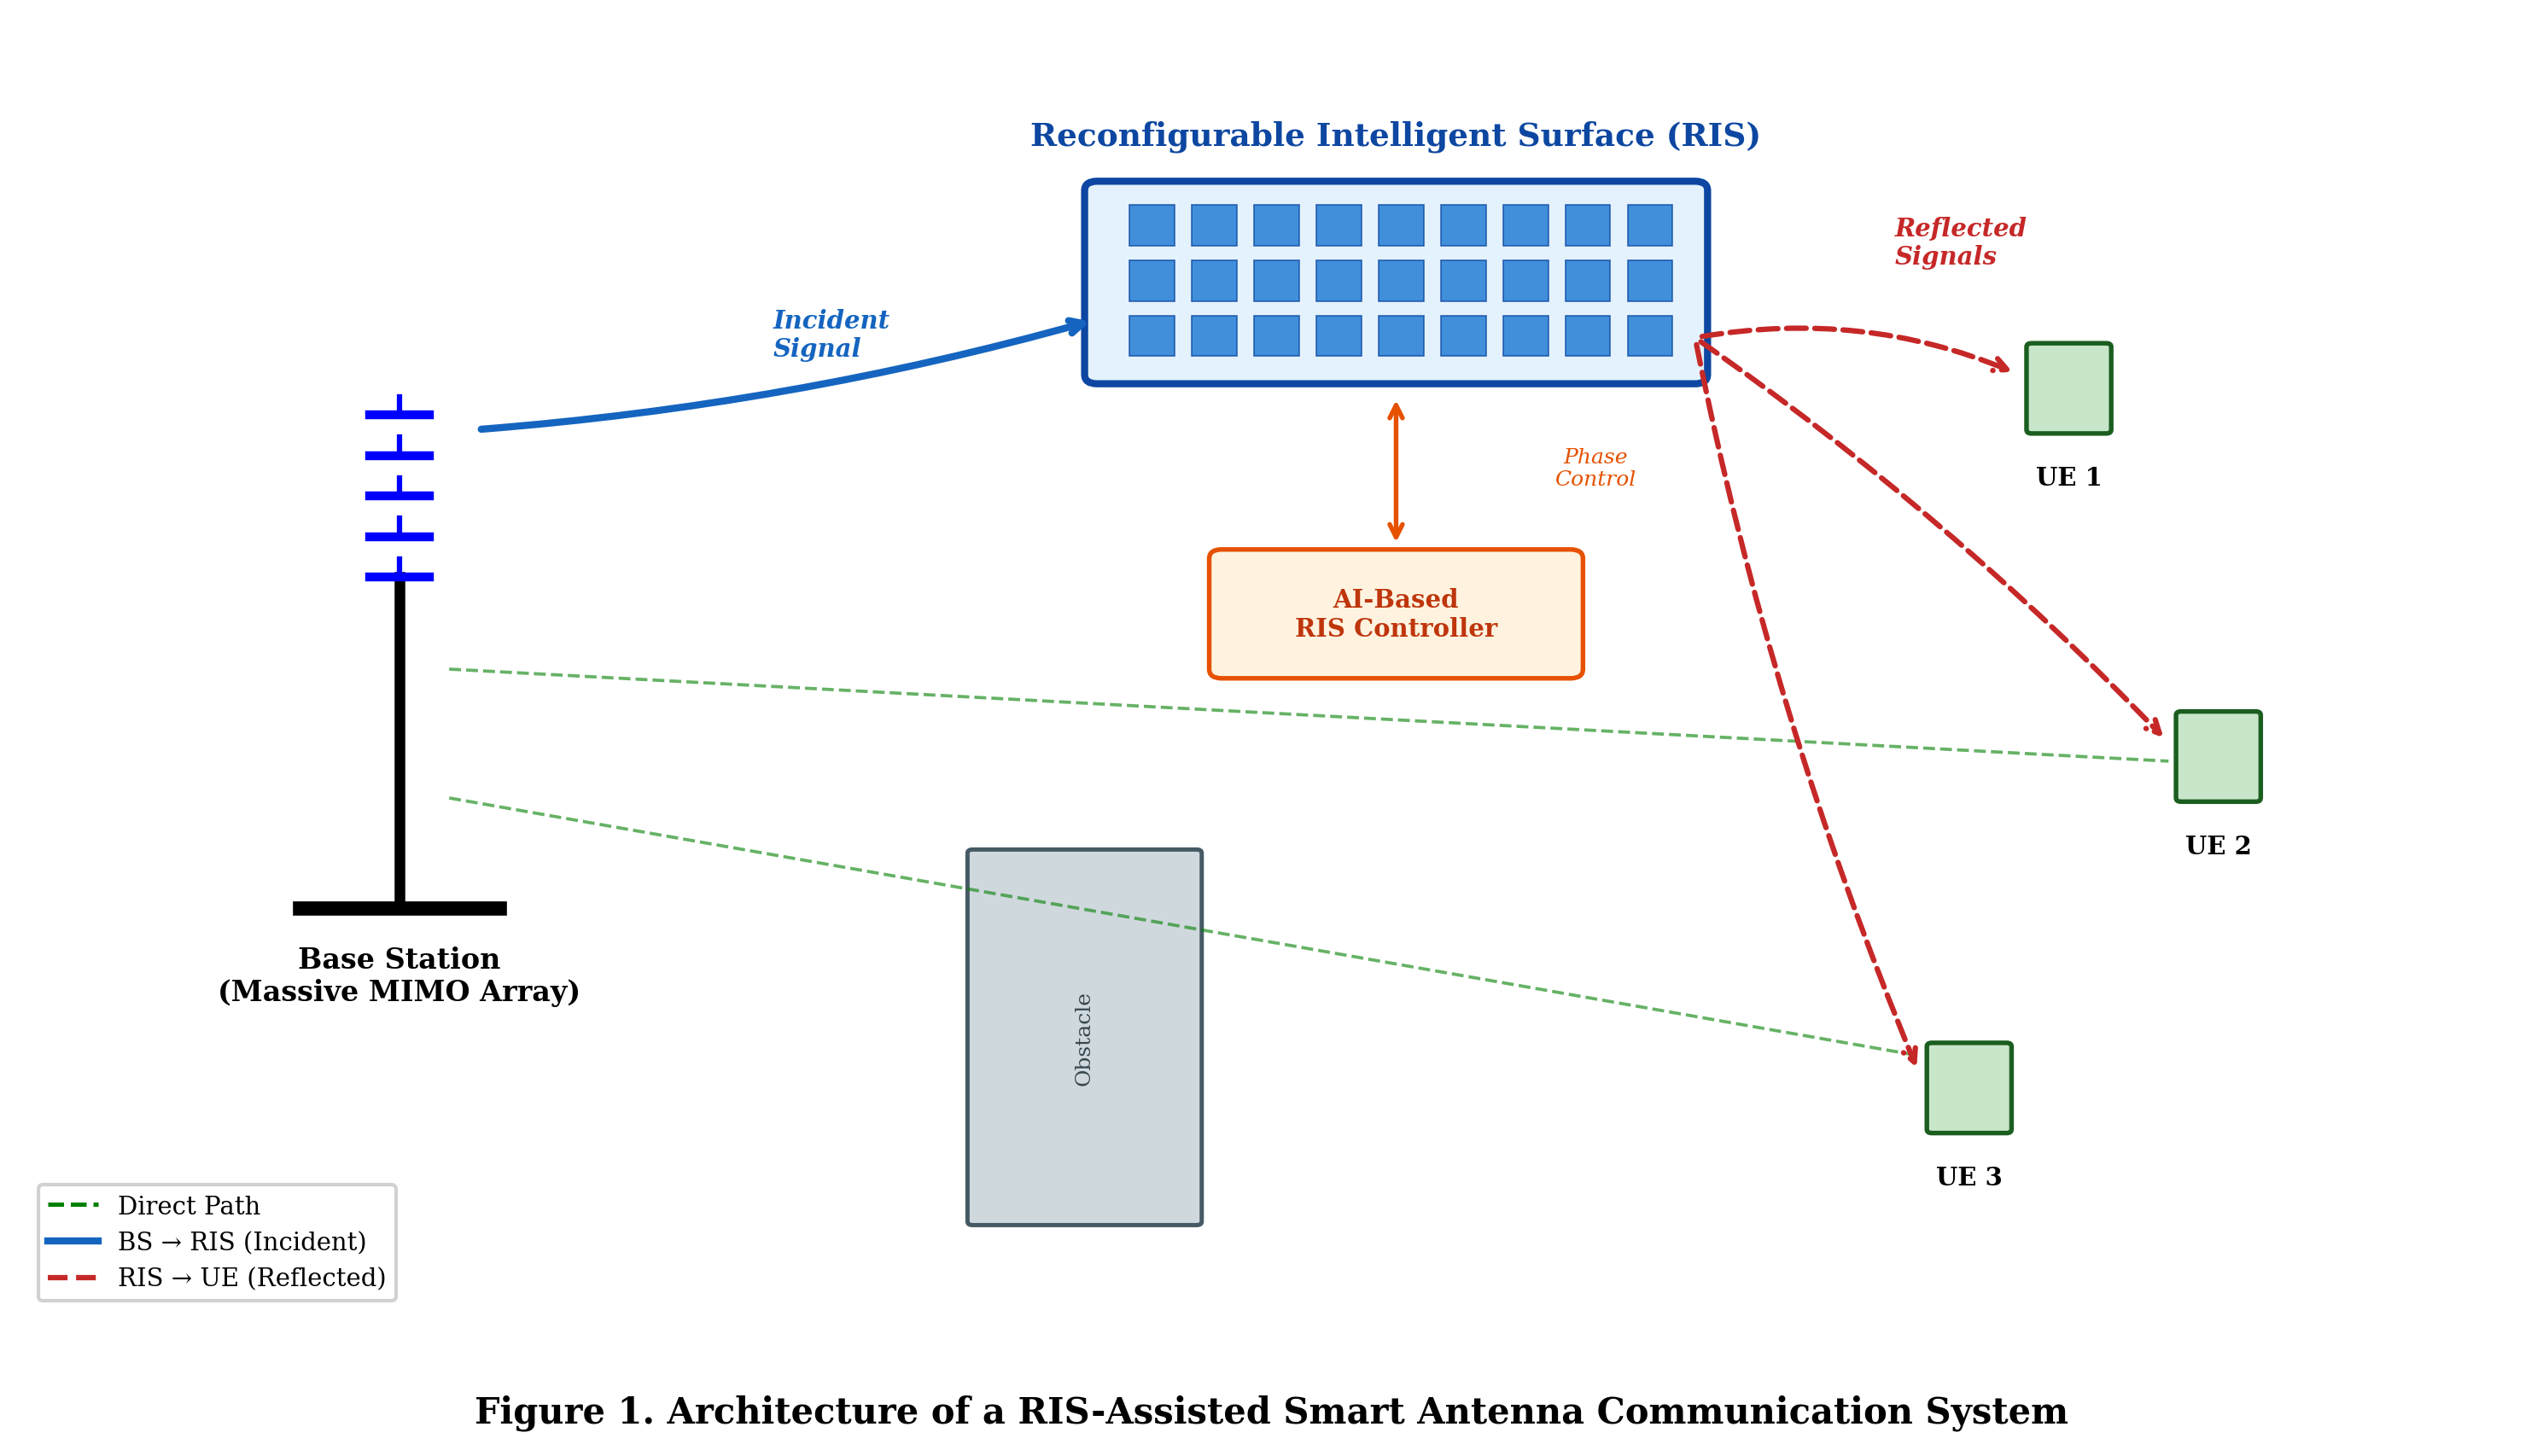 Reconfigurable Intelligent Surface (RIS)
Reflected
Signals
Incident
Signal
Phase
Control
UE 1
AI-Based
RIS Controller
UE 2
Base Station
(Massive MIMO Array)
Obstacle
UE 3
Direct Path
BS → RIS (Incident)
RIS → UE (Reflected)
Figure 1. Architecture of a RIS-Assisted Smart Antenna Communication System